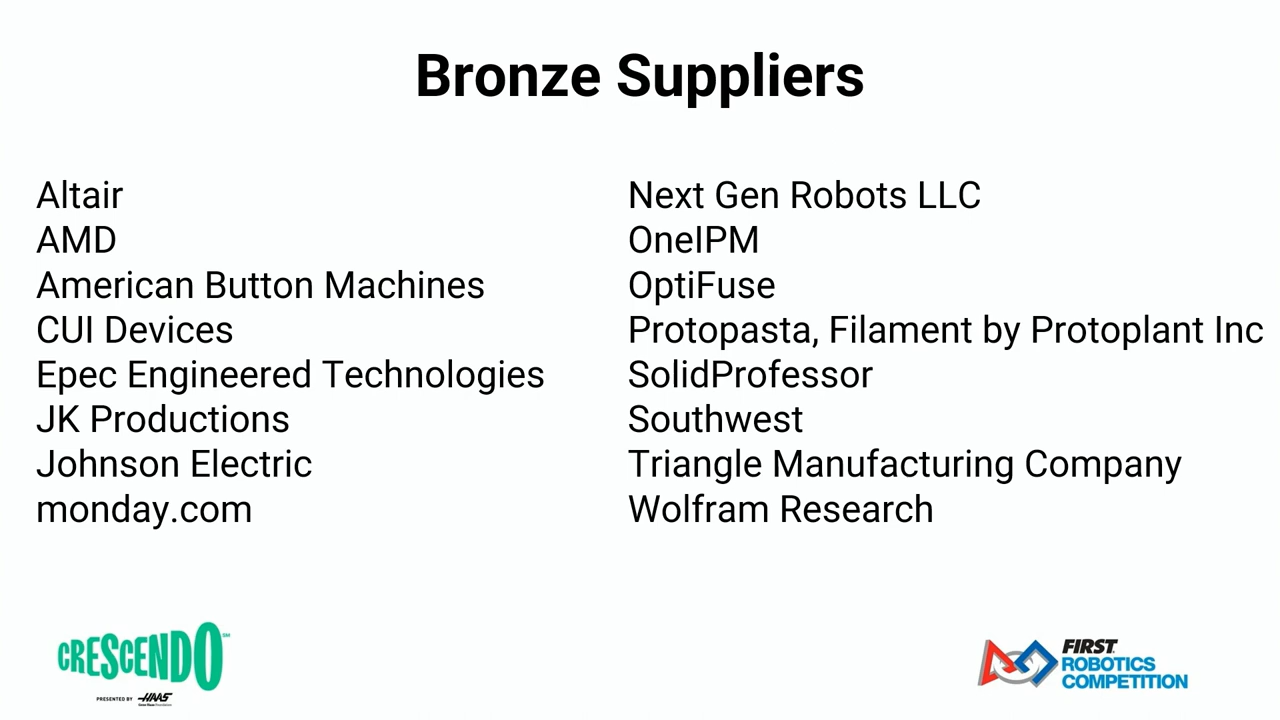 Bronze Suppliers
Altair
AMD
American Button Machines
CUI Devices
Epec Engineered Technologies
JK Productions
Johnson Electric
monday.com
Next Gen Robots LLC
OneIPM
OptiFuse
Protopasta, Filament by Protoplant Inc
SolidProfessor
Southwest
Triangle Manufacturing Company
Wolfram Research
CRESCENDO
PRESENTED BY HAAS
FIRST
ROBOTICS
COMPETITION